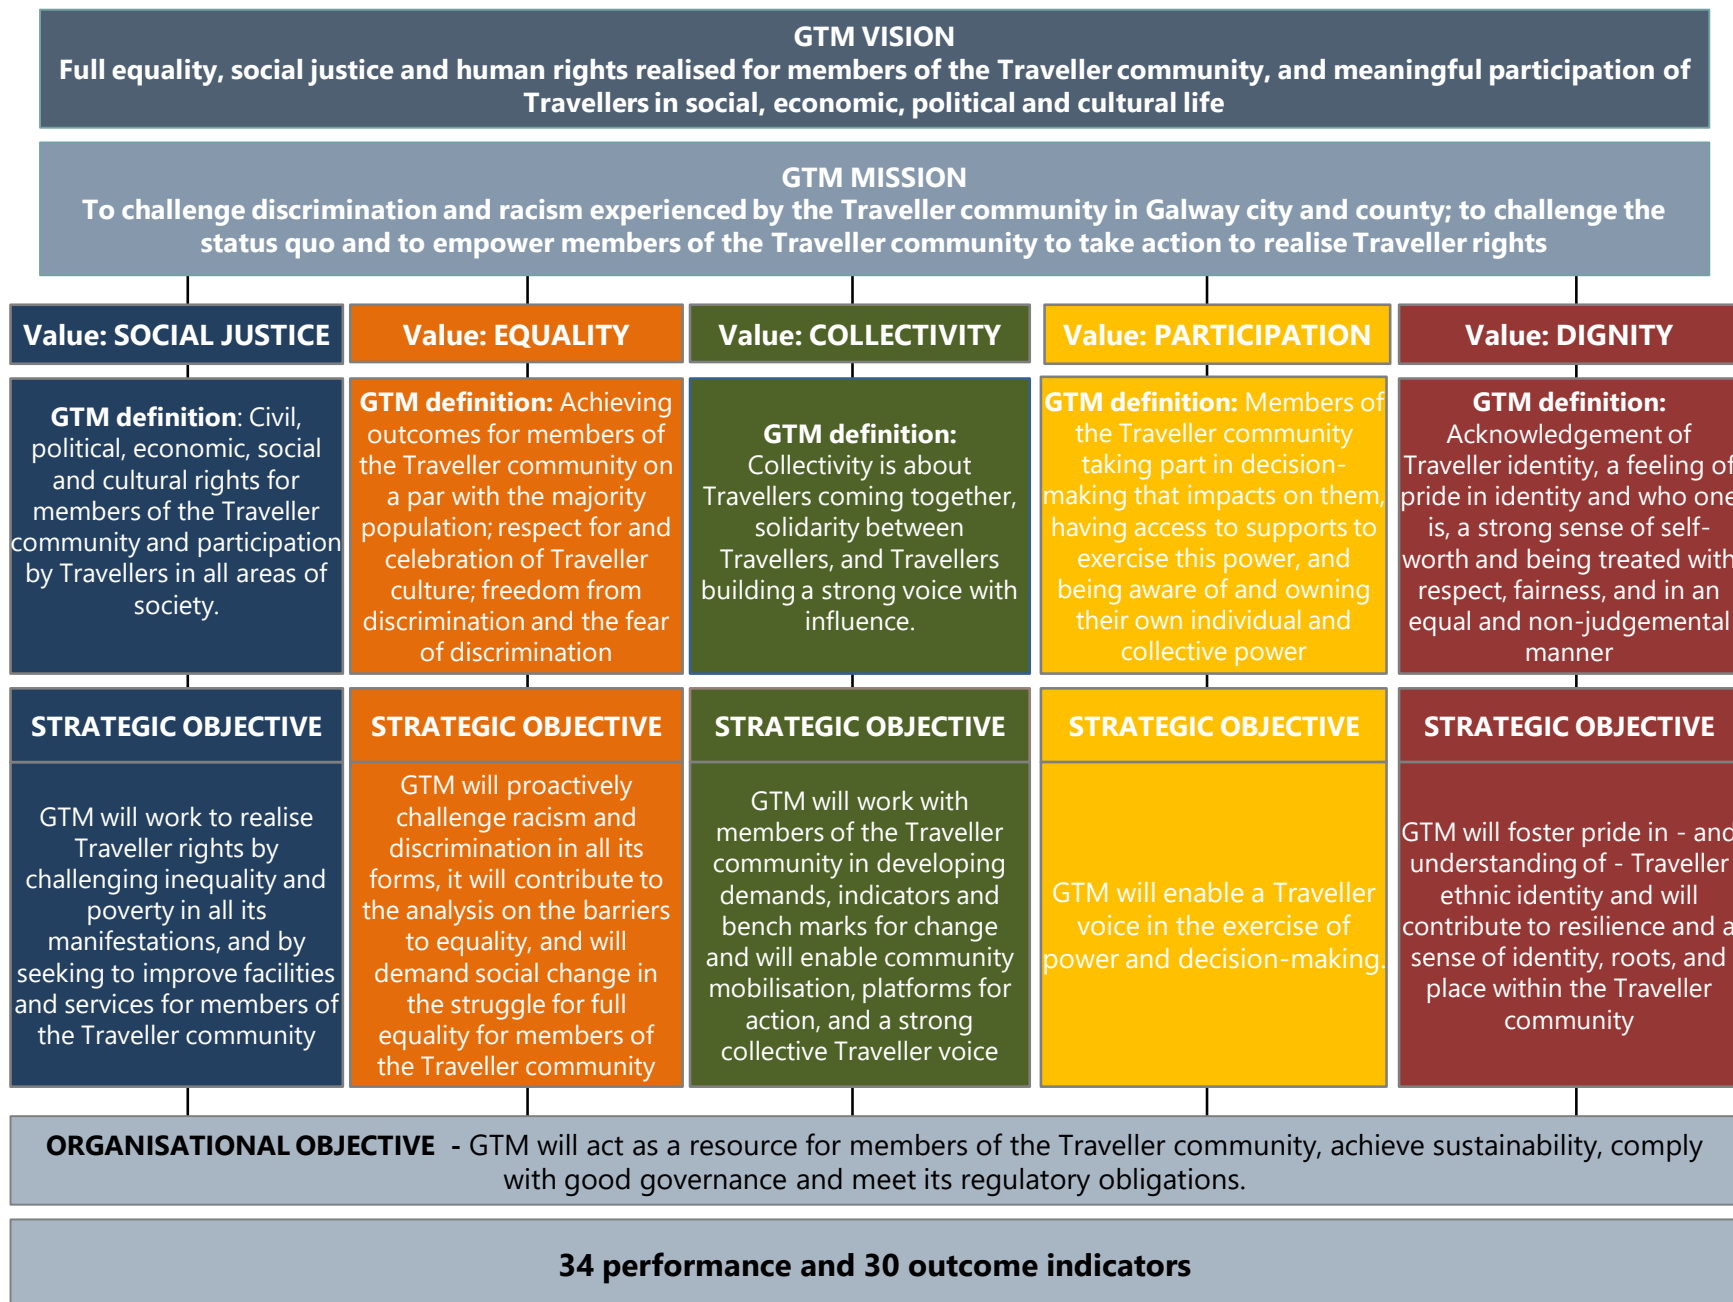 GTM VISION
Full equality, social justice and human rights realised for members of the Traveller community, and meaningful participation of
Travellers in social, economic, political and cultural life
GTM MISSION
To challenge discrimination and racism experienced by the Traveller community in Galway city and county; to challenge the
status quo and to empower members of the Traveller community to take action to realise Traveller rights
Value: SOCIAL JUSTICE
GTM definition: Civil,
political, economic, social
and cultural rights for
members of the Traveller
community and participation
by Travellers in all areas of
society.
STRATEGIC OBJECTIVE
GTM will work to realise
Traveller rights by
challenging inequality and
poverty in all its
manifestations, and by
seeking to improve facilities
and services for members of
the Traveller community
Value: EQUALITY
GTM definition: Achieving
outcomes for members of
the Traveller community on
a par with the majority
population; respect for and
celebration of Traveller
culture; freedom from
discrimination and the fear
of discrimination
STRATEGIC OBJECTIVE
GTM will proactively
challenge racism and
discrimination in all its
forms, it will contribute to
the analysis on the barriers
to equality, and will
demand social change in
the struggle for full
equality for members of
the Traveller community
Value: COLLECTIVITY
GTM definition:
Collectivity is about
Travellers coming together,
solidarity between
Travellers, and Travellers
building a strong voice with
influence.
STRATEGIC OBJECTIVE
GTM will work with
members of the Traveller
community in developing
demands, indicators and
bench marks for change
and will enable community
mobilisation, platforms for
action, and a strong
collective Traveller voice
Value: PARTICIPATION
GTM definition: Members of
the Traveller community
taking part in decision-
making that impacts on them,
having access to supports to
exercise this power, and
being aware of and owning
their own individual and
collective power
STRATEGIC OBJECTIVE
GTM will enable a Traveller
voice in the exercise of
power and decision-making.
Value: DIGNITY
GTM definition:
Acknowledgement of
Traveller identity, a feeling of
pride in identity and who one
is, a strong sense of self-
worth and being treated with
respect, fairness, and in an
equal and non-judgemental
manner
STRATEGIC OBJECTIVE
GTM will foster pride in - and
understanding of - Traveller
ethnic identity and will
contribute to resilience and a
sense of identity, roots, and
place within the Traveller
community
ORGANISATIONAL OBJECTIVE - GTM will act as a resource for members of the Traveller community, achieve sustainability, comply
with good governance and meet its regulatory obligations.
34 performance and 30 outcome indicators